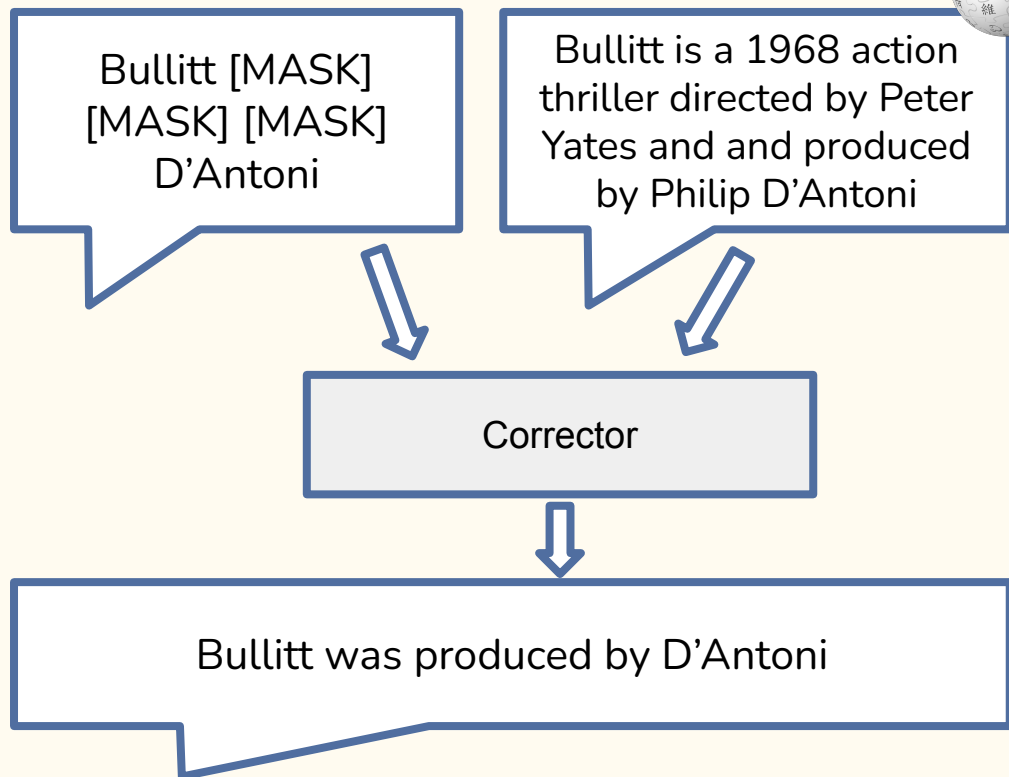 Bullitt [MASK]
[MASK] [MASK]
D’Antoni
Bullitt is a 1968 action
thriller directed by Peter
Yates and and produced
by Philip D’Antoni
維
Corrector
Bullitt was produced by D’Antoni